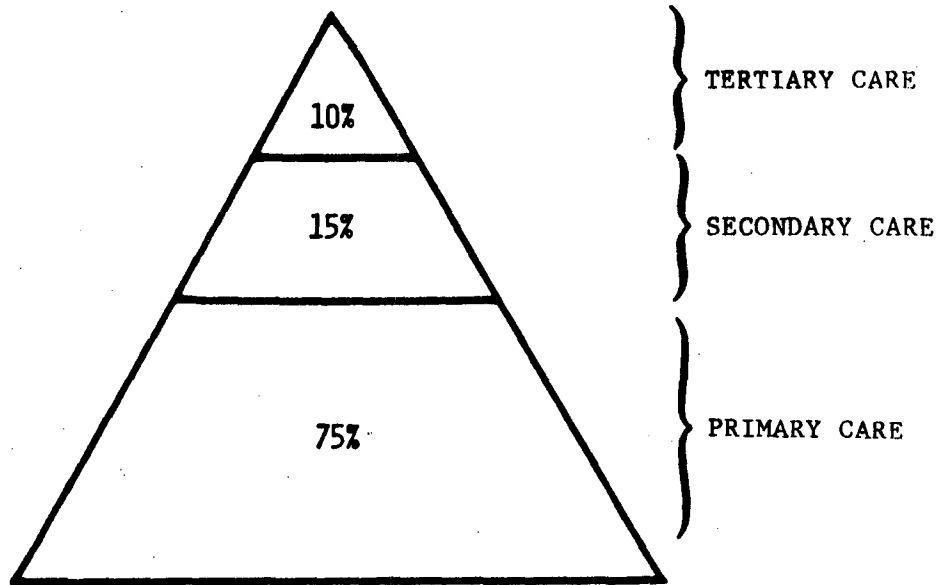 10%
TERTIARY CARE
15%
SECONDARY CARE
75%
PRIMARY CARE